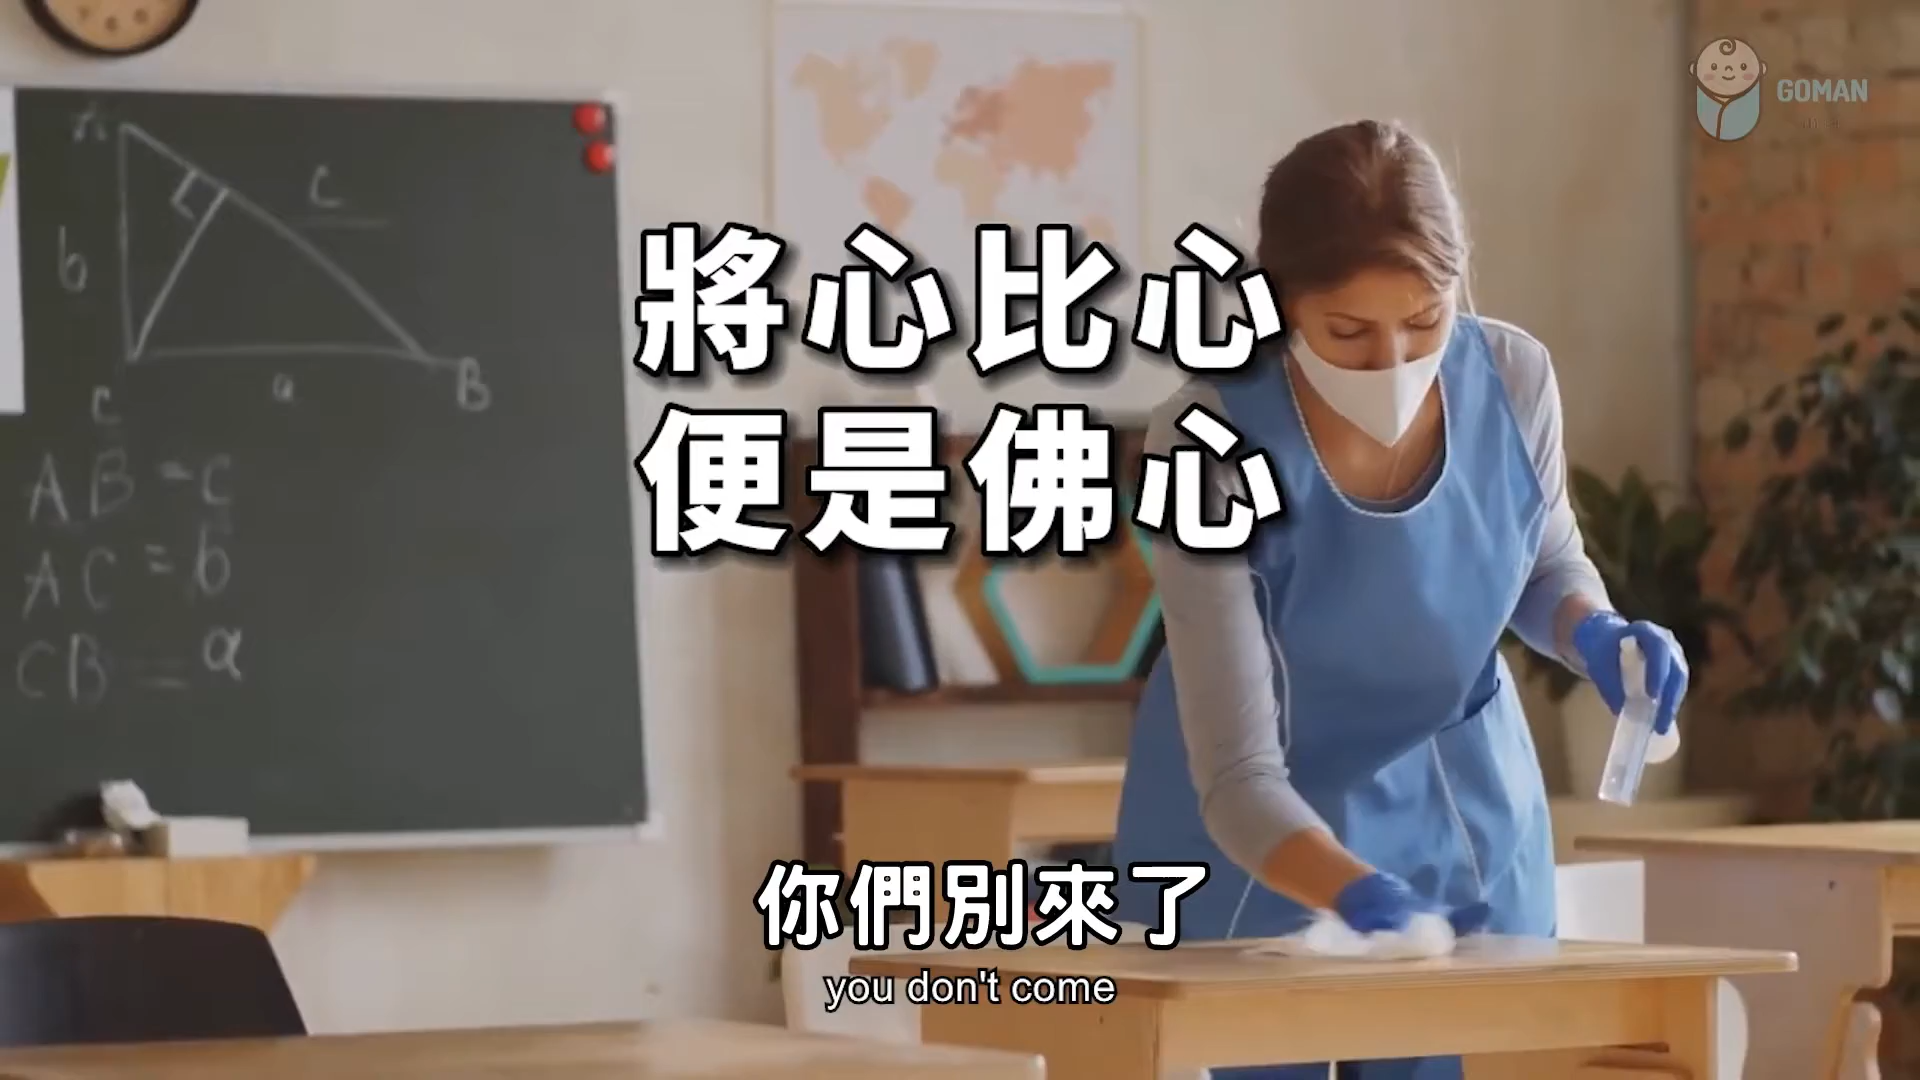 GOMAN
A
b
c
a
B
C
AB = c
AC = b
CB = a
將心比心
便是佛心
你們別來了
you don't come